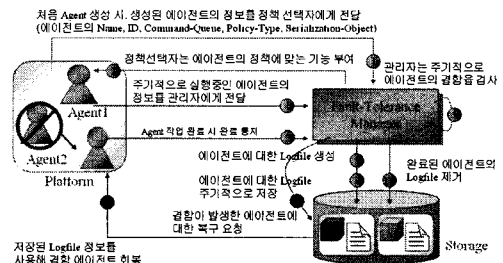 처음 Agent 생성 시. 생성된 에이전트의 정보를 정책 선택자에게 전달
(에이전트의 Name, ID, Command-Queue, Policy-Type, Serialization-Object)
정책선택자는 에이전트의 정책에 맞는 기능 부여
관리자는 주기적으로
에이전트의 결함을 검사
주기적으로 실행중인 에이전트의
정보를 관리자에게 전달
Agent1
Fault-Tolerance
Manager
Agent 작업 완료 시 완료 통지
Agent2
Platform
에이전트에 대한 Logfile 생성
에이전트에 대한 Logfile
주기적으로 저장
완료된 에이전트의
Logfile 제거
결함이 발생한 에이전트에
대한 복구 요청
Storage
저장된 Logfile 정보를
사용해 결함 에이전트 회복